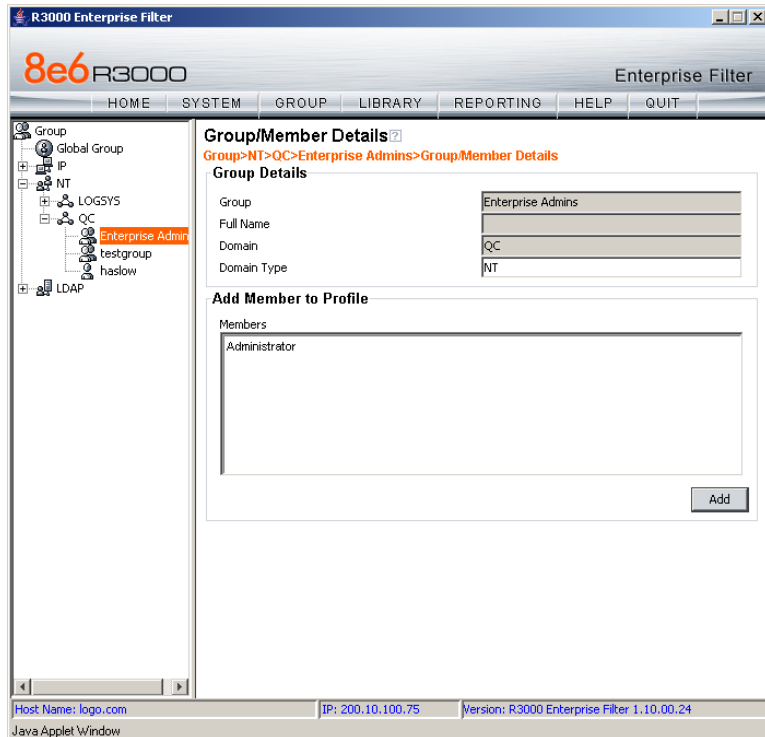 R3000 Enterprise Filter
8e6 R3000
Enterprise Filter
HOME SYSTEM GROUP LIBRARY REPORTING HELP QUIT
Group
Global Group
IP
NT
LOGSYS
QC
Enterprise Admin
testgroup
haslow
LDAP
Group/Member Details?
Group>NT>QC>Enterprise Admins>Group/Member Details
Group Details
Group Enterprise Admins
Full Name
Domain QC
Domain Type NT
Add Member to Profile
Members
Administrator
Add
Host Name: logo.com IP: 200.10.100.75 Version: R3000 Enterprise Filter 1.10.00.24
Java Applet Window